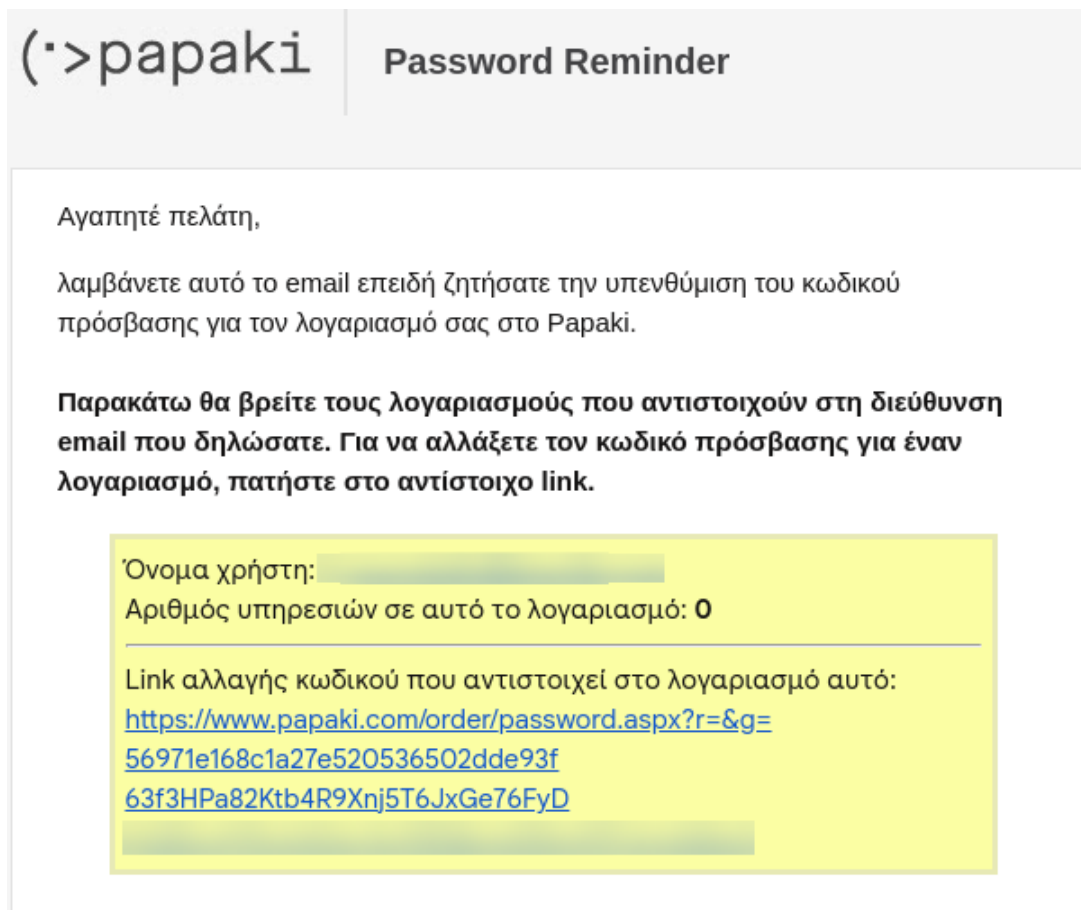 (·>papaki
Password Reminder
Αγαπητέ πελάτη,
λαμβάνετε αυτό το email επειδή ζητήσατε την υπενθύμιση του κωδικού
πρόσβασης για τον λογαριασμό σας στο Papaki.
Παρακάτω θα βρείτε τους λογαριασμούς που αντιστοιχούν στη διεύθυνση
email που δηλώσατε. Για να αλλάξετε τον κωδικό πρόσβασης για έναν
λογαριασμό, πατήστε στο αντίστοιχο link.
Όνομα χρήστη:
Αριθμός υπηρεσιών σε αυτό το λογαριασμό: 0
Link αλλαγής κωδικού που αντιστοιχεί στο λογαριασμό αυτό:
https://www.papaki.com/order/password.aspx?r=&g=
56971e168c1a27e520536502dde93f
63f3HPa82Ktb4R9Xnj5T6JxGe76FyD